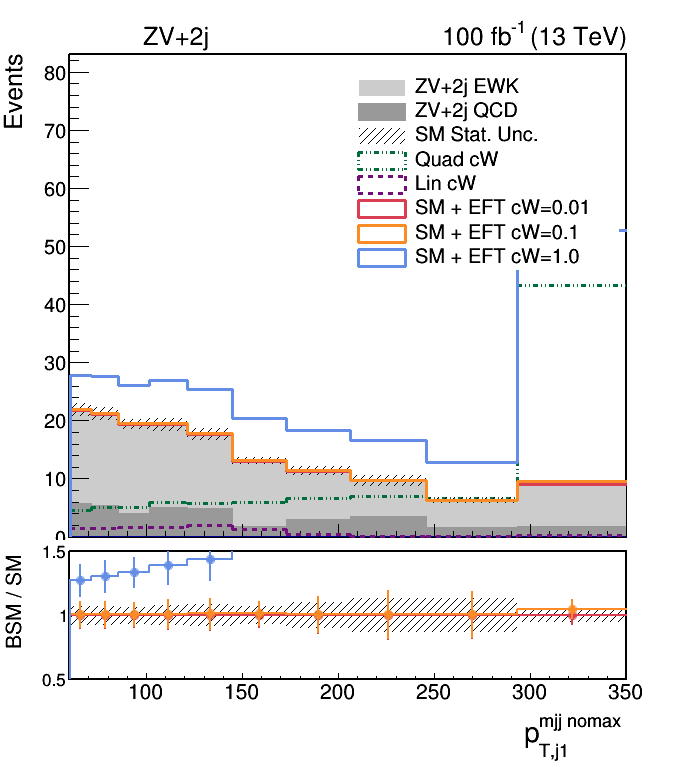 ZV+2j 100 fb-1 (13 TeV)
Events
80
70
60
50
40
30
20
10
0
ZV+2j EWK
ZV+2j QCD
SM Stat. Unc.
Quad cW
Lin cW
SM + EFT cW=0.01
SM + EFT cW=0.1
SM + EFT cW=1.0
BSM / SM
1.5
1
0.5
100 150 200 250 300 350
p mjj nomax T,j1